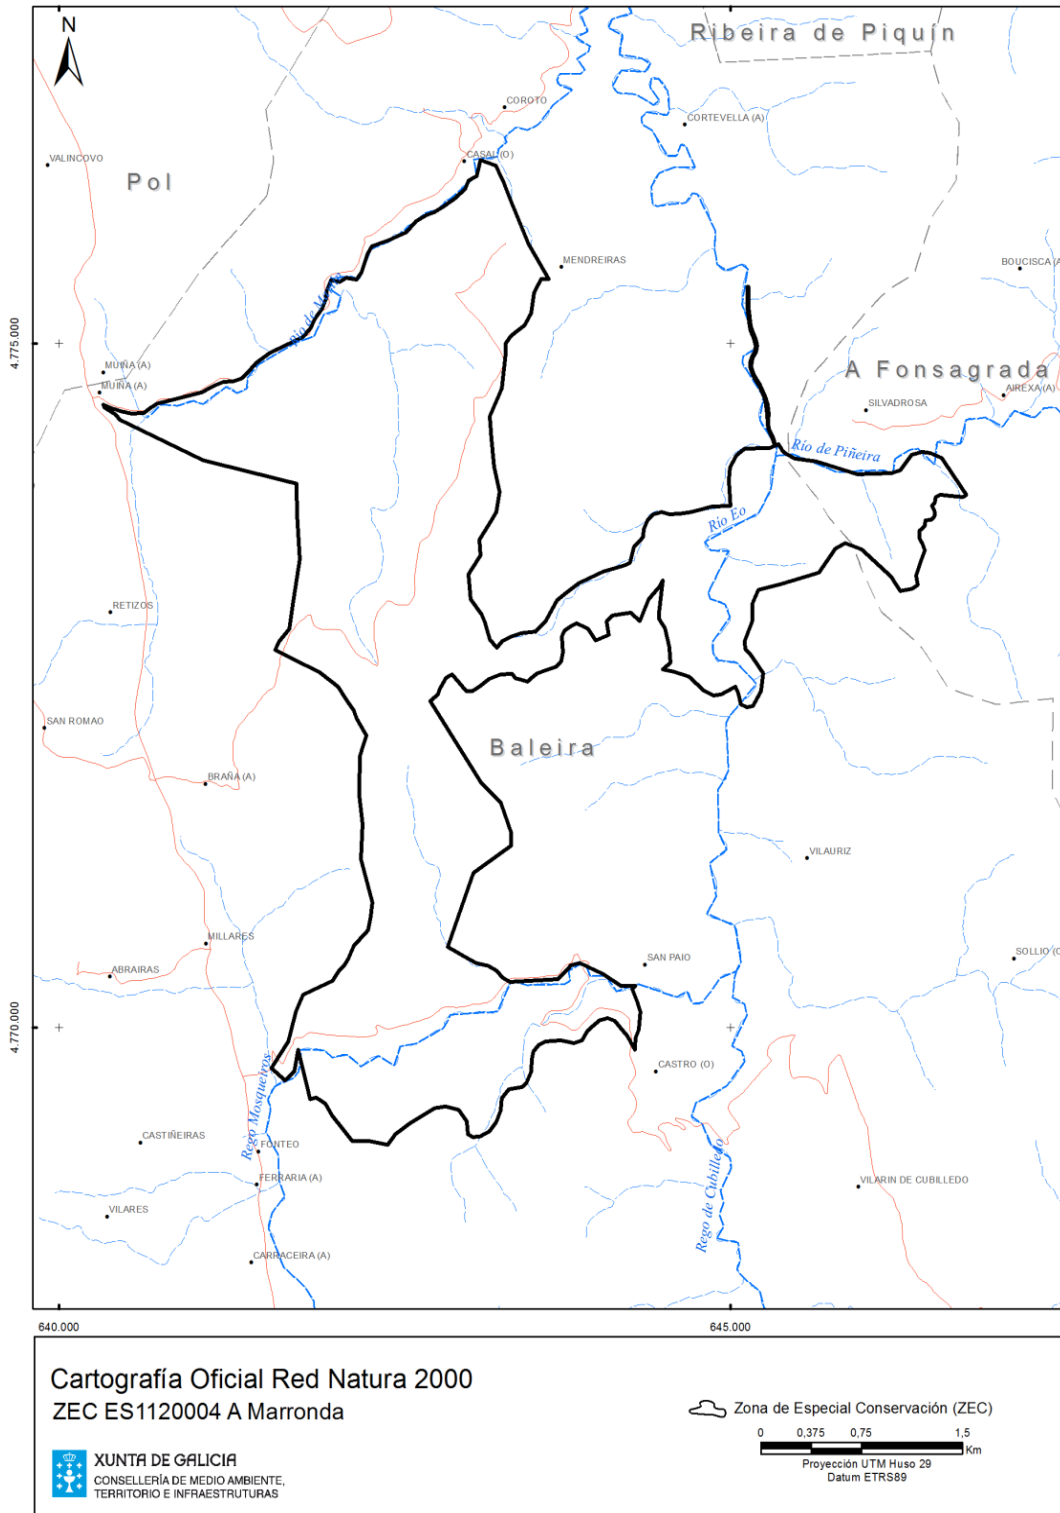 N
Ribeira de Piquín
COROTO
CORTEVELLA (A)
CASAL (O)
VALINCOVO
Pol
MENDREIRAS
BOUCISCA (A
4.775.000
MUIÑA (A)
MUIÑA (A)
A Fonsagrada
AIREXA (A)
SILVADROSA
Río de Piñeira
Río Eo
RETIZOS
SAN ROMAO
Baleira
BRAÑA (A)
VILAURIZ
MILLARES
ABRAIRAS
SAN PAIO
SOLLIO (O
4.770.000
Rego Mosqueiros
CASTRO (O)
CASTIÑEIRAS
FONTEO
FERRARIA (A)
VILARIN DE CUBILLEDO
VILARES
Rego de Cubilledo
CARRACEIRA (A)
640.000
645.000
Cartografía Oficial Red Natura 2000
ZEC ES1120004 A Marronda
Zona de Especial Conservación (ZEC)
0 0,375 0,75 1,5
Km
Proyección UTM Huso 29
Datum ETRS89
XUNTA DE GALICIA
CONSELLERÍA DE MEDIO AMBIENTE,
TERRITORIO E INFRAESTRUTURAS